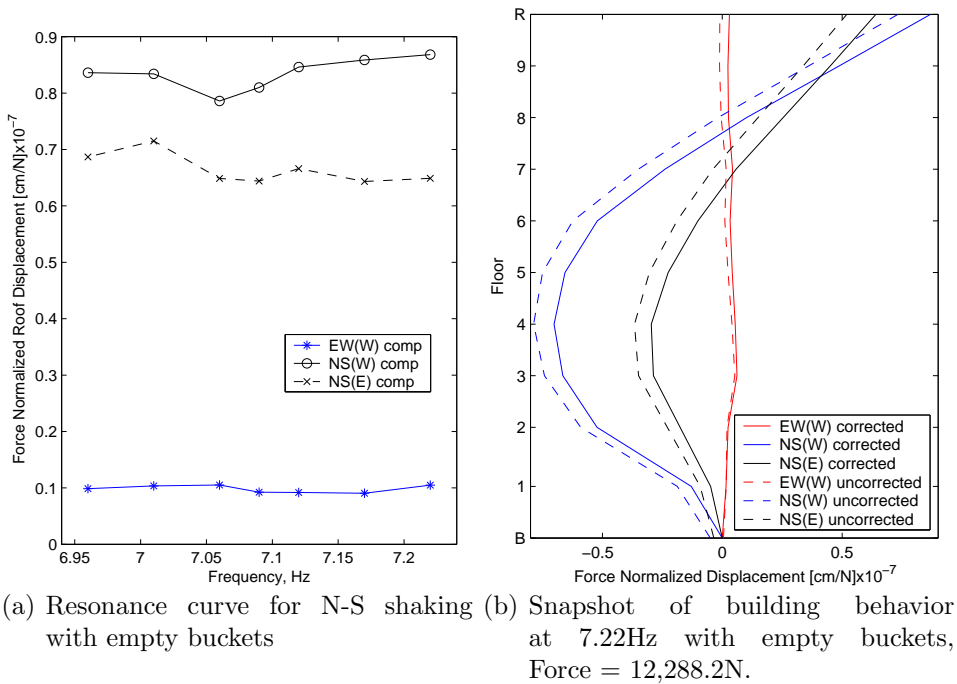 0.9
0.8
0.7
0.6
0.5
0.4
0.3
0.2
0.1
0
Force Normalized Roof Displacement [cm/N]x10⁻⁷
6.95 7 7.05 7.1 7.15 7.2
Frequency, Hz
EW(W) comp
NS(W) comp
NS(E) comp
R
9
8
7
6
5
4
3
2
1
B
Floor
−0.5 0 0.5
Force Normalized Displacement [cm/N]x10⁻⁷
EW(W) corrected
NS(W) corrected
NS(E) corrected
EW(W) uncorrected
NS(W) uncorrected
NS(E) uncorrected
(a) Resonance curve for N-S shaking
with empty buckets
(b) Snapshot of building behavior
at 7.22Hz with empty buckets,
Force = 12,288.2N.